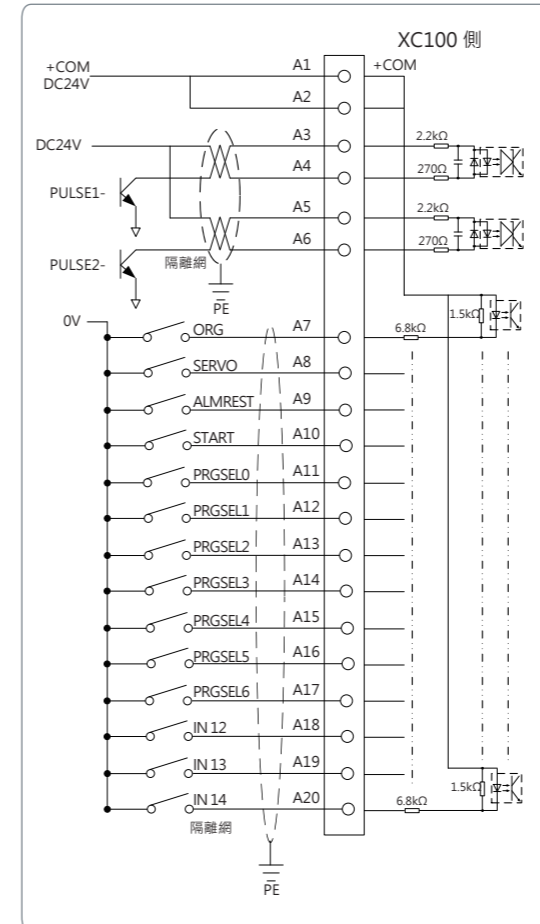 XC100 側
+COM
DC24V
A1
+COM
A2
DC24V
A3
2.2kΩ
PULSE1-
A4
270Ω
A5
2.2kΩ
PULSE2-
A6
270Ω
隔離網
PE
0V
ORG
A7
6.8kΩ
1.5kΩ
SERVO
A8
ALMREST
A9
START
A10
PRGSEL0
A11
PRGSEL1
A12
PRGSEL2
A13
PRGSEL3
A14
PRGSEL4
A15
PRGSEL5
A16
PRGSEL6
A17
IN 12
A18
IN 13
A19
IN 14
A20
6.8kΩ
1.5kΩ
隔離網
PE